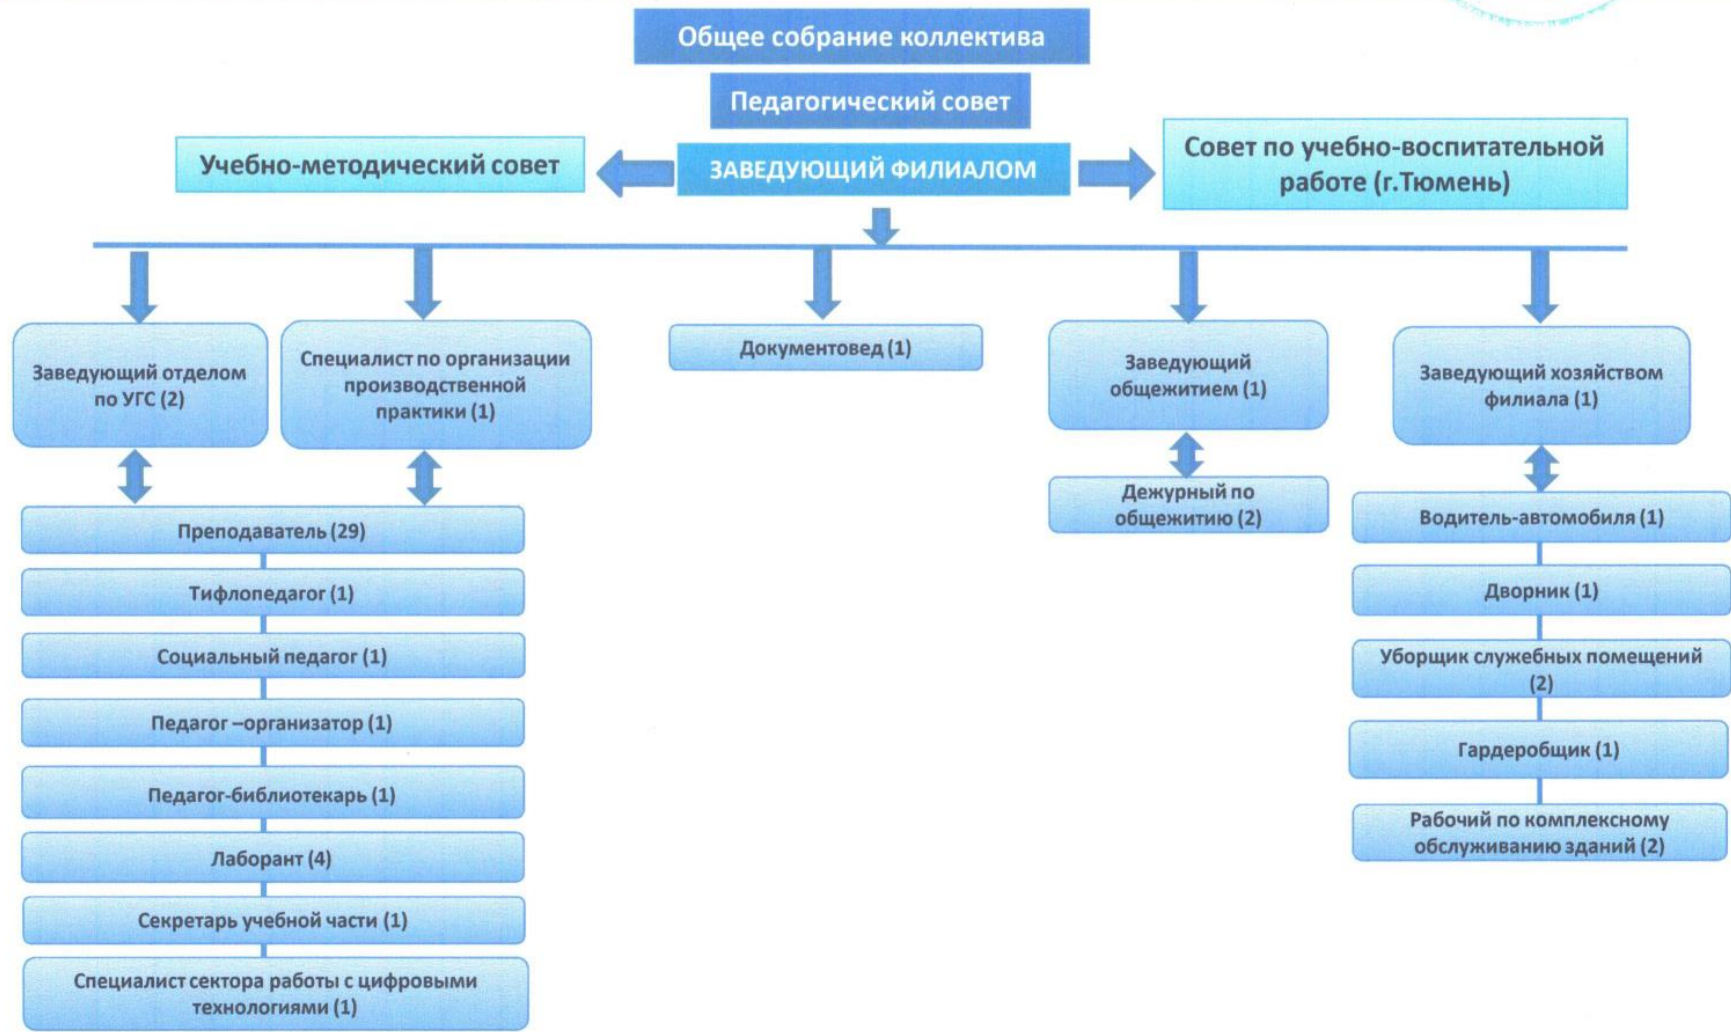 Общее собрание коллектива
Педагогический совет
Учебно-методический совет
ЗАВЕДУЮЩИЙ ФИЛИАЛОМ
Совет по учебно-воспитательной
работе (г.Тюмень)
Заведующий отделом
по УГС (2)
Специалист по организации
производственной
практики (1)
Документовед (1)
Заведующий
общежитием (1)
Заведующий хозяйством
филиала (1)
Преподаватель (29)
Тифлопедагог (1)
Социальный педагог (1)
Педагог –организатор (1)
Педагог-библиотекарь (1)
Лаборант (4)
Секретарь учебной части (1)
Специалист сектора работы с цифровыми
технологиями (1)
Дежурный по
общежитию (2)
Водитель-автомобиля (1)
Дворник (1)
Уборщик служебных помещений
(2)
Гардеробщик (1)
Рабочий по комплексному
обслуживанию зданий (2)